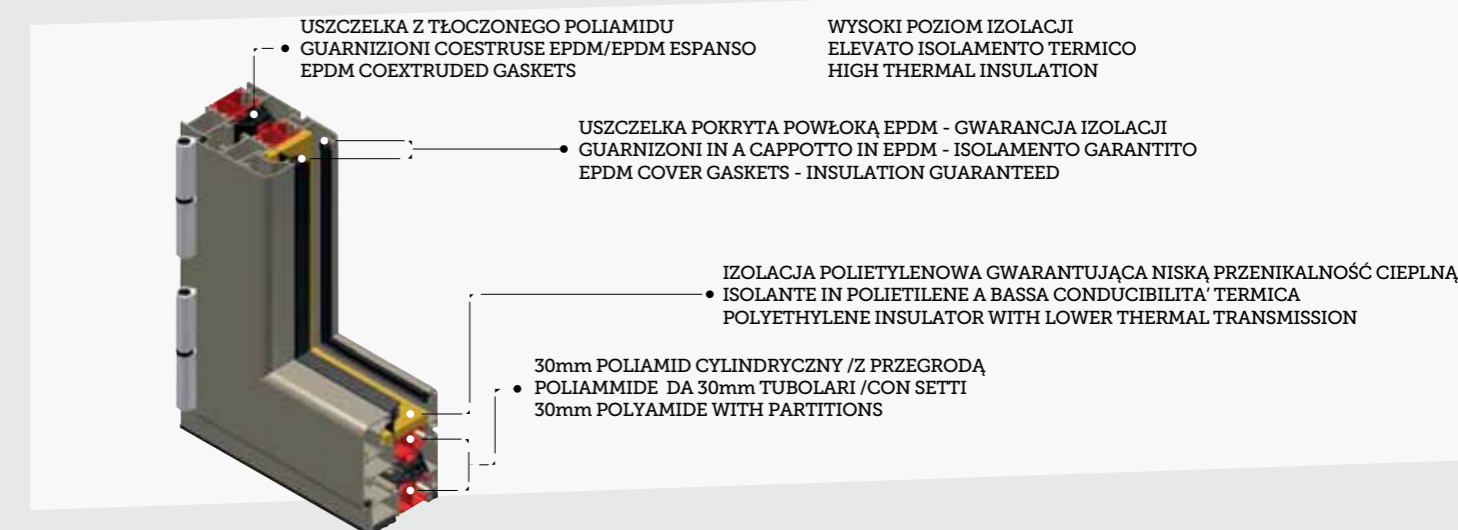 USZCZELKA Z TŁOCZONEGO POLIAMIDU
GUARNIZIONI COESTRUSE EPDM/EPDM ESPANSO
EPDM COEXTRUDED GASKETS
WYSOKI POZIOM IZOLACJI
ELEVATO ISOLAMENTO TERMICO
HIGH THERMAL INSULATION
USZCZELKA POKRYTA POWŁOKĄ EPDM - GWARANCJA IZOLACJI
GUARNIZONI IN A CAPPOTTO IN EPDM - ISOLAMENTO GARANTITO
EPDM COVER GASKETS - INSULATION GUARANTEED
IZOLACJA POLIETYLENOWA GWARANTUJĄCA NISKĄ PRZENIKALNOŚĆ CIEPLNĄ
ISOLANTE IN POLIETILENE A BASSA CONDUCIBILITA' TERMICA
POLYETHYLENE INSULATOR WITH LOWER THERMAL TRANSMISSION
30mm POLIAMID CYLINDRYCZNY /Z PRZEGRODĄ
POLIAMMIDE DA 30mm TUBOLARI /CON SETTI
30mm POLYAMIDE WITH PARTITIONS